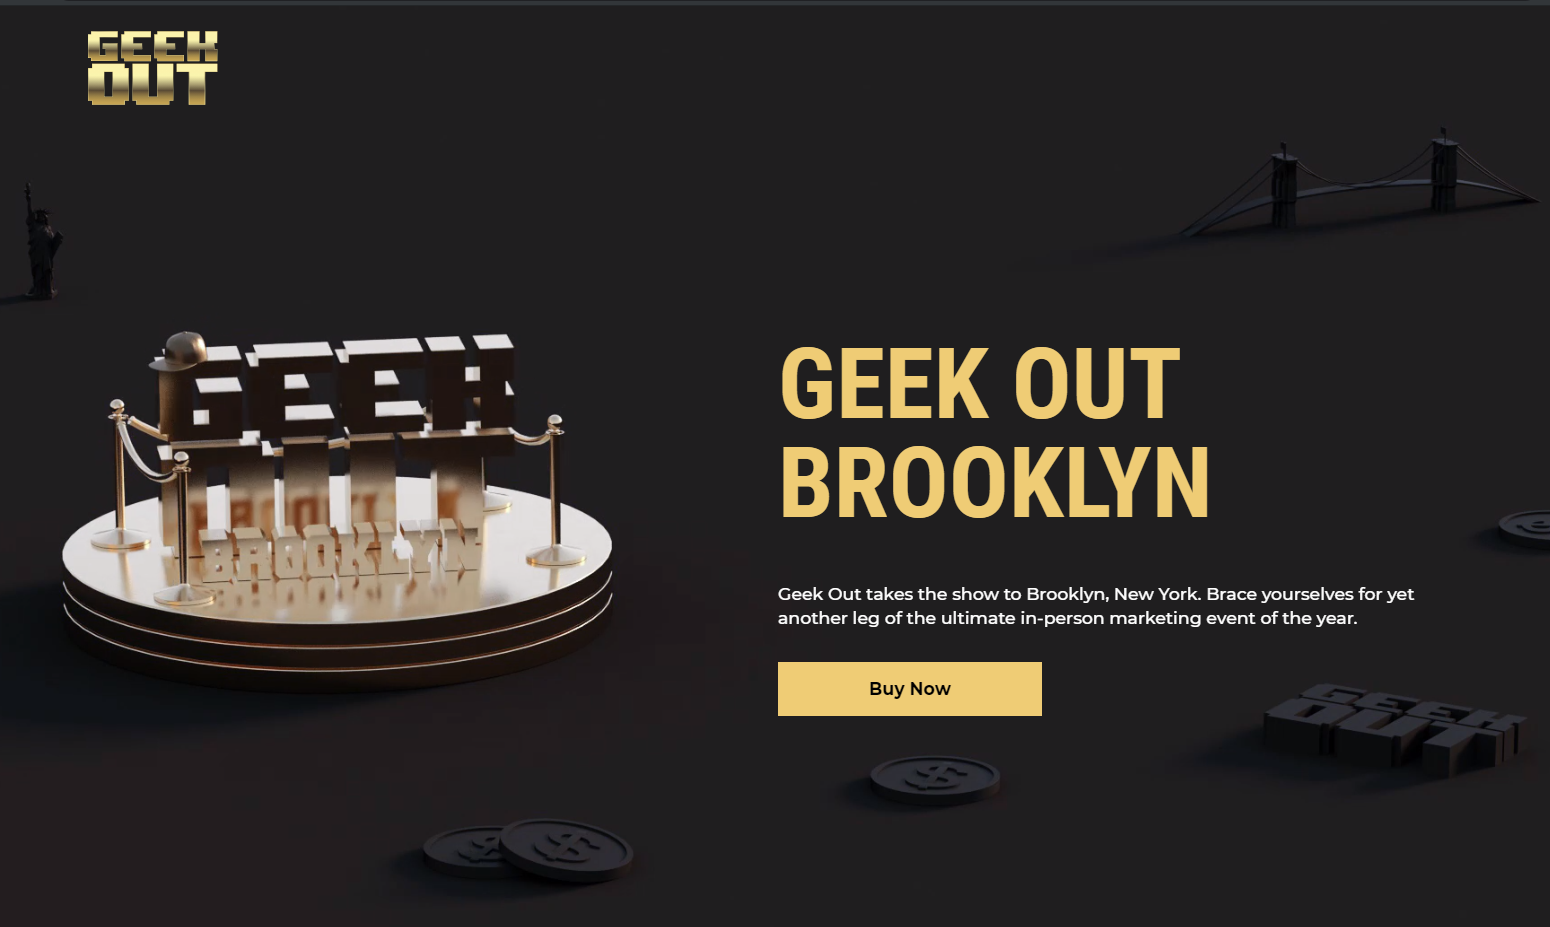 GEEK
OUT
GEEK
OUT
BROOKLYN
GEEK OUT
BROOKLYN
Geek Out takes the show to Brooklyn, New York. Brace yourselves for yet
another leg of the ultimate in-person marketing event of the year.
Buy Now
GEEK
OUT
$
$